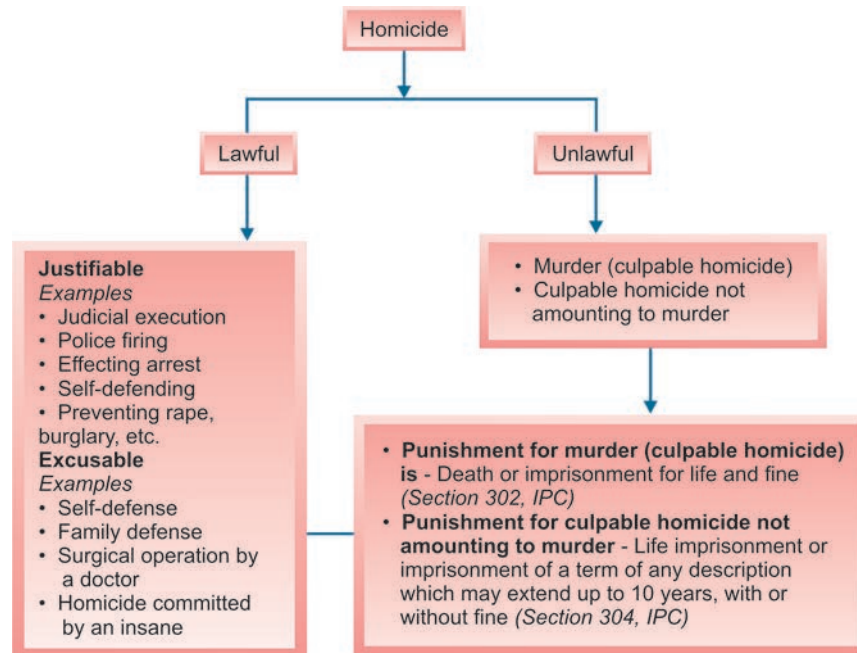 Homicide
Lawful
Unlawful
Justifiable
Examples
• Judicial execution
• Police firing
• Effecting arrest
• Self-defending
• Preventing rape,
burglary, etc.
Excusable
Examples
• Self-defense
• Family defense
• Surgical operation by
a doctor
• Homicide committed
by an insane
• Murder (culpable homicide)
• Culpable homicide not
amounting to murder
• Punishment for murder (culpable homicide)
is - Death or imprisonment for life and fine
(Section 302, IPC)
• Punishment for culpable homicide not
amounting to murder - Life imprisonment or
imprisonment of a term of any description
which may extend up to 10 years, with or
without fine (Section 304, IPC)